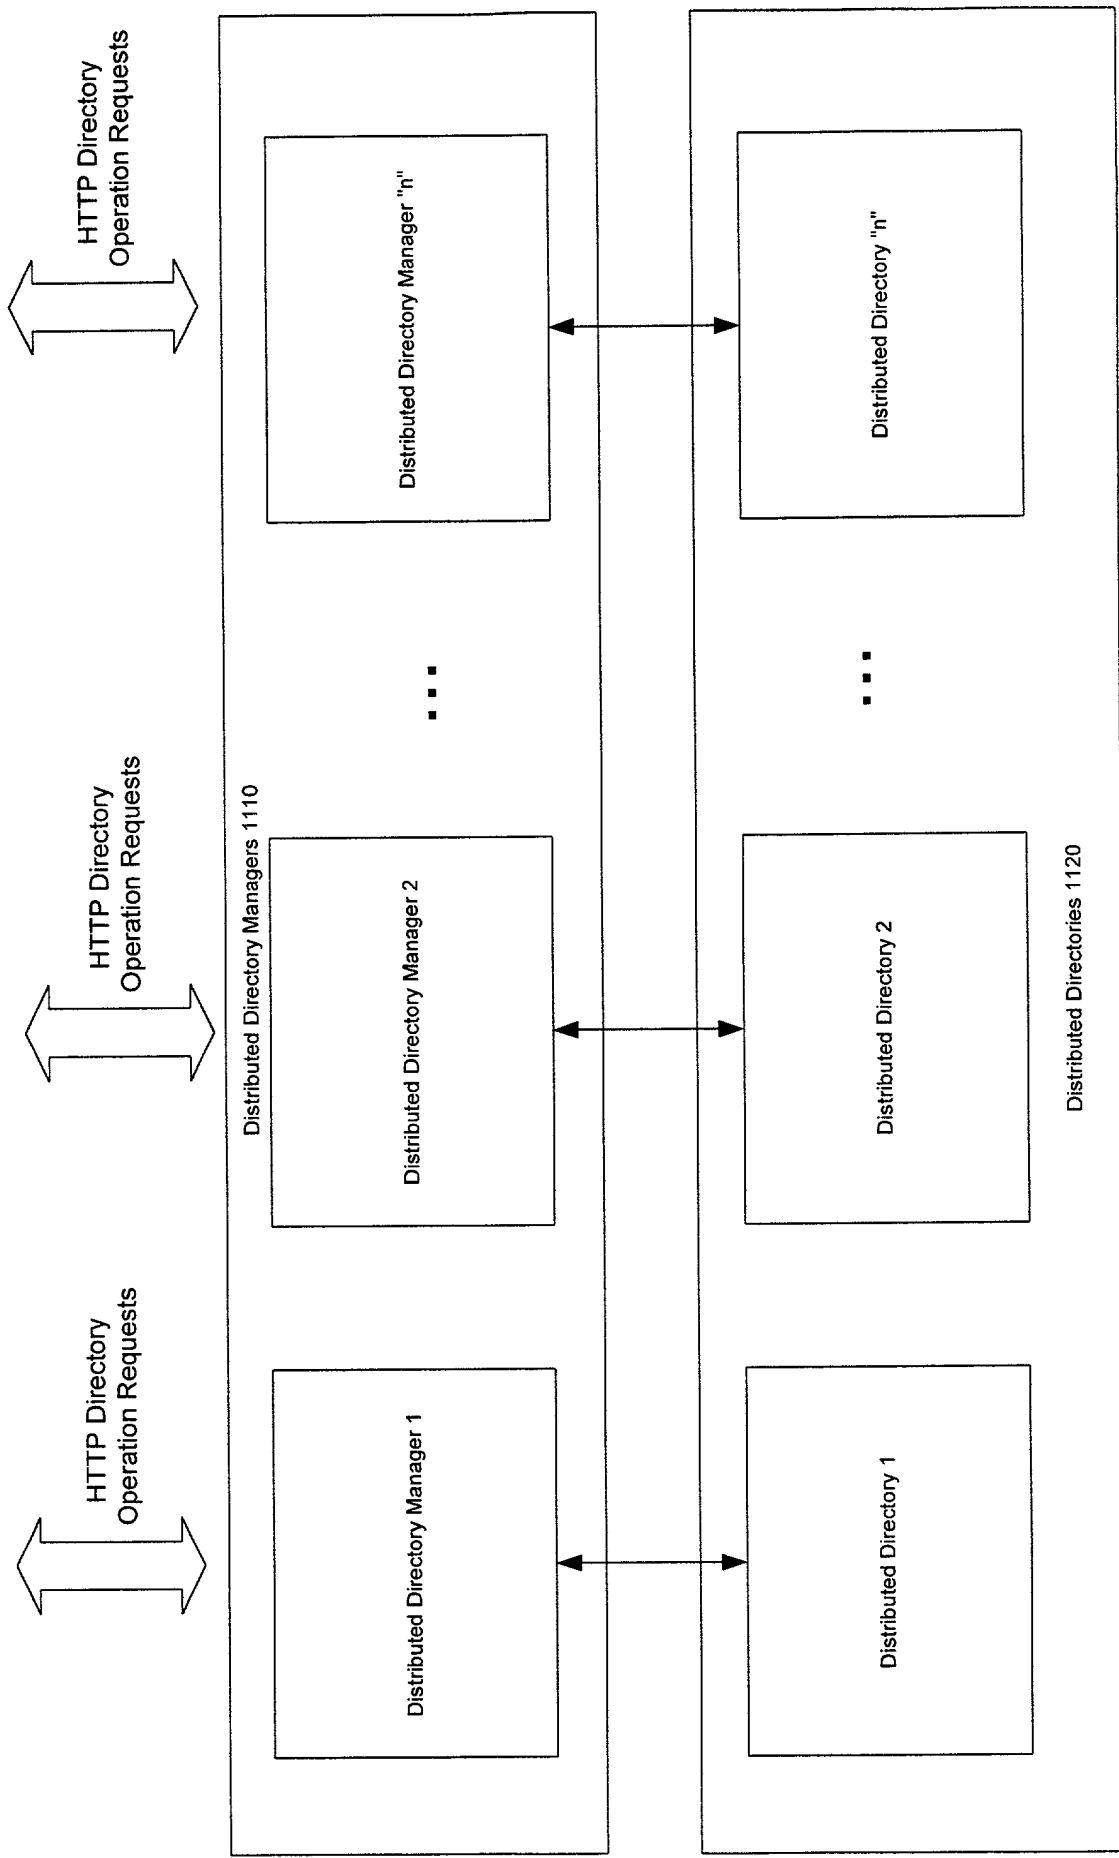 HTTP Directory
Operation Requests
HTTP Directory
Operation Requests
HTTP Directory
Operation Requests
Distributed Directory Managers 1110
Distributed Directory Manager 1
Distributed Directory Manager 2
...
Distributed Directory Manager "n"
Distributed Directory 1
Distributed Directory 2
...
Distributed Directory "n"
Distributed Directories 1120